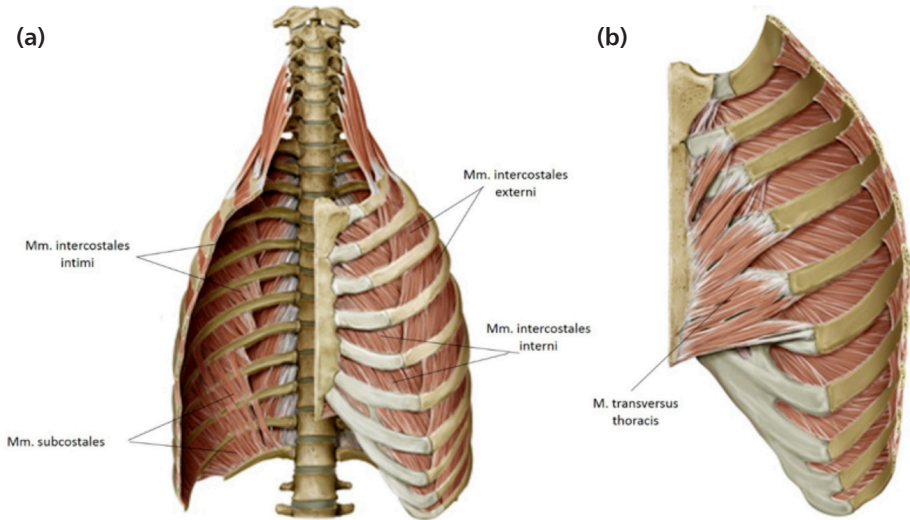 (a)
(b)
Mm. intercostales
externi
Mm. intercostales
intimi
Mm. intercostales
interni
M. transversus
thoracis
Mm. subcostales